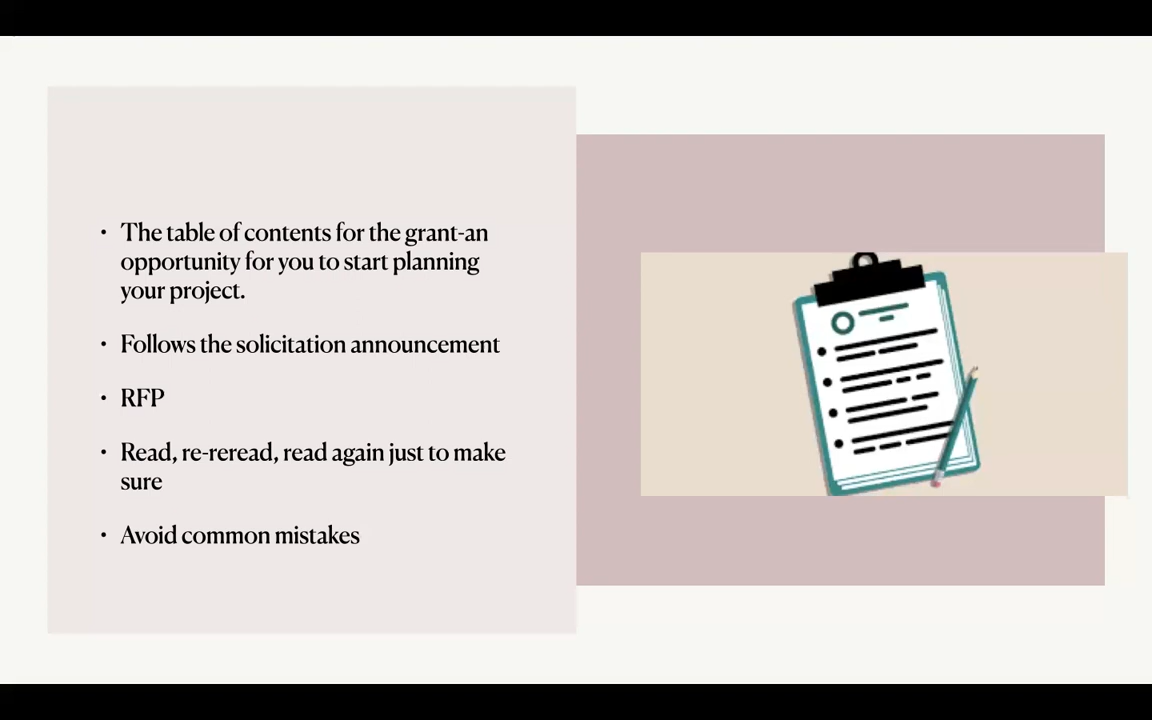 • The table of contents for the grant-an
opportunity for you to start planning
your project.
• Follows the solicitation announcement
• RFP
• Read, re-reread, read again just to make
sure
• Avoid common mistakes